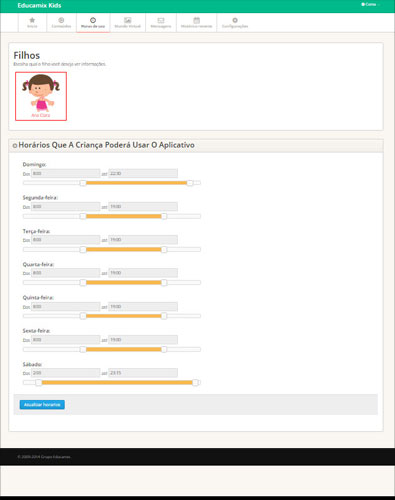 Educamix Kids
Conta
Início Conteúdos Horas de uso Mundo Virtual Mensagens Histórico recente Configurações
Filhos
Escolha qual o filho você deseja ver informações.
Ana Clara
Horários Que A Criança Poderá Usar O Aplicativo
Domingo:
Das 8:00 até 22:30
Segunda-feira:
Das 8:00 até 19:00
Terça-feira:
Das 8:00 até 19:00
Quarta-feira:
Das 8:00 até 19:00
Quinta-feira:
Das 8:00 até 19:00
Sexta-feira:
Das 8:00 até 19:00
Sábado:
Das 2:00 até 23:15
Atualizar horários
Grupo Educamix.